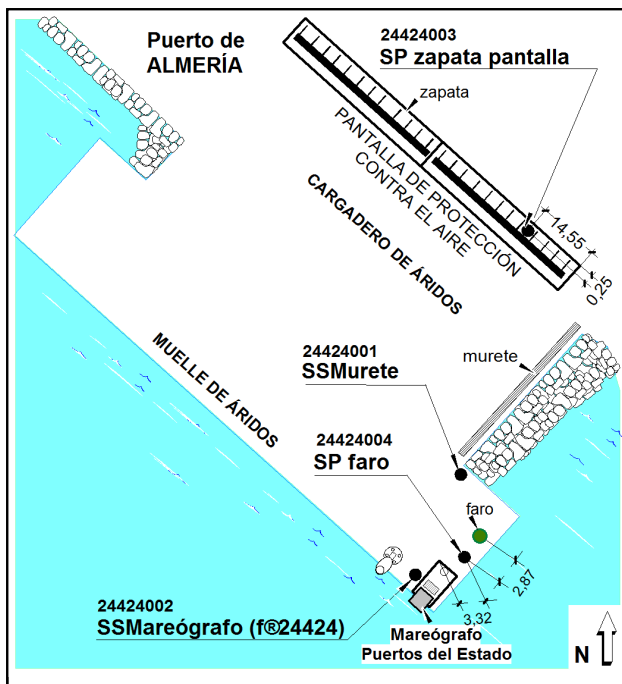 Puerto de
ALMERÍA
24424003
SP zapata pantalla
zapata
PANTALLA DE PROTECCIÓN
CONTRA EL AIRE
CARGADERO DE ÁRIDOS
14,55
0,25
MUELLE DE ÁRIDOS
murete
24424001
SSMurete
24424004
SP faro
faro
2,87
3,32
24424002
SSMareógrafo (f®24424)
Mareógrafo
Puertos del Estado
N